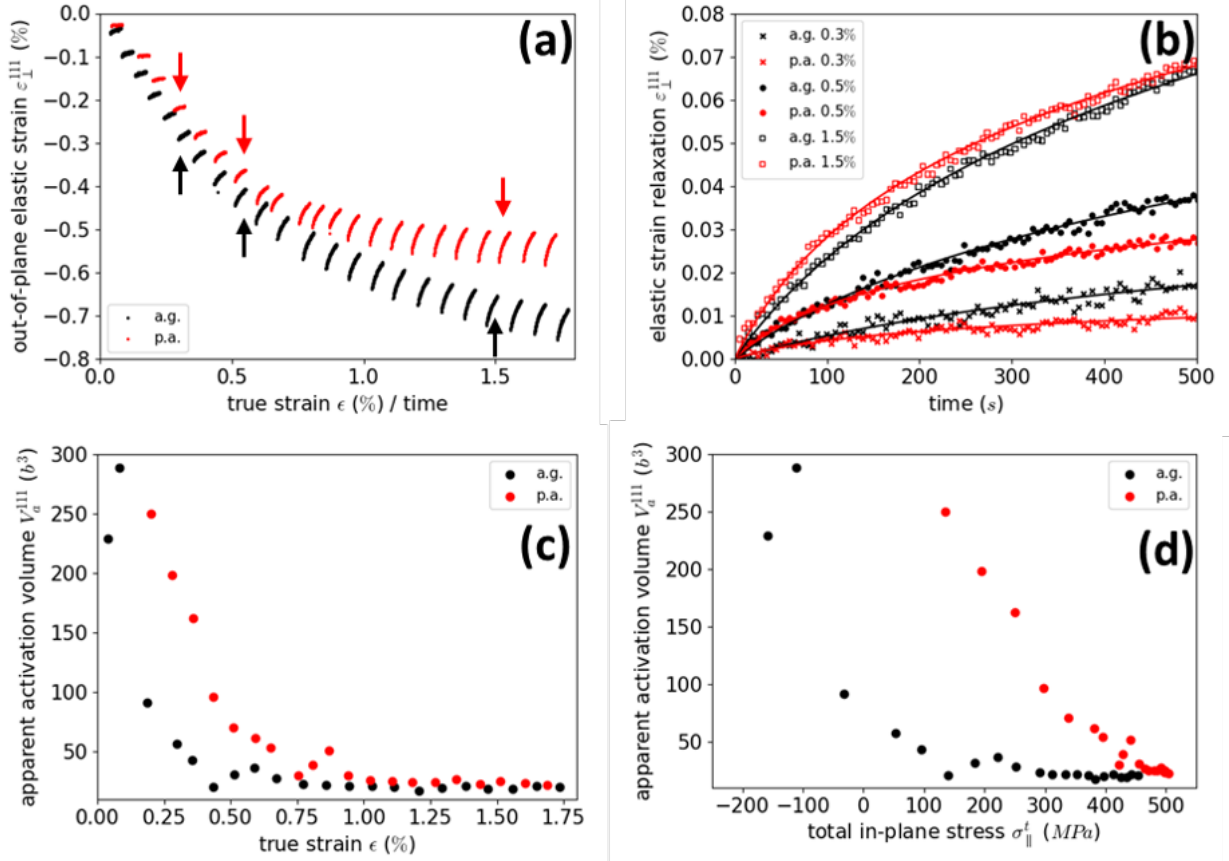 (a)
out-of-plane elastic strain ε⊥¹¹¹ (%)
0.0
−0.1
−0.2
−0.3
−0.4
−0.5
−0.6
−0.7
−0.8
a.g.
p.a.
0.0 0.5 1.0 1.5
true strain ϵ (%) / time
(b)
elastic strain relaxation ε⊥¹¹¹ (%)
0.08
0.07
0.06
0.05
0.04
0.03
0.02
0.01
0.00
a.g. 0.3%
p.a. 0.3%
a.g. 0.5%
p.a. 0.5%
a.g. 1.5%
p.a. 1.5%
0 100 200 300 400 500
time (s)
(c)
apparent activation volume Vₐ¹¹¹ (b³)
300
250
200
150
100
50
a.g.
p.a.
0.00 0.25 0.50 0.75 1.00 1.25 1.50 1.75
true strain ϵ (%)
(d)
apparent activation volume Vₐ¹¹¹ (b³)
300
250
200
150
100
50
a.g.
p.a.
−200 −100 0 100 200 300 400 500
total in-plane stress σ∥ᵗ (MPa)